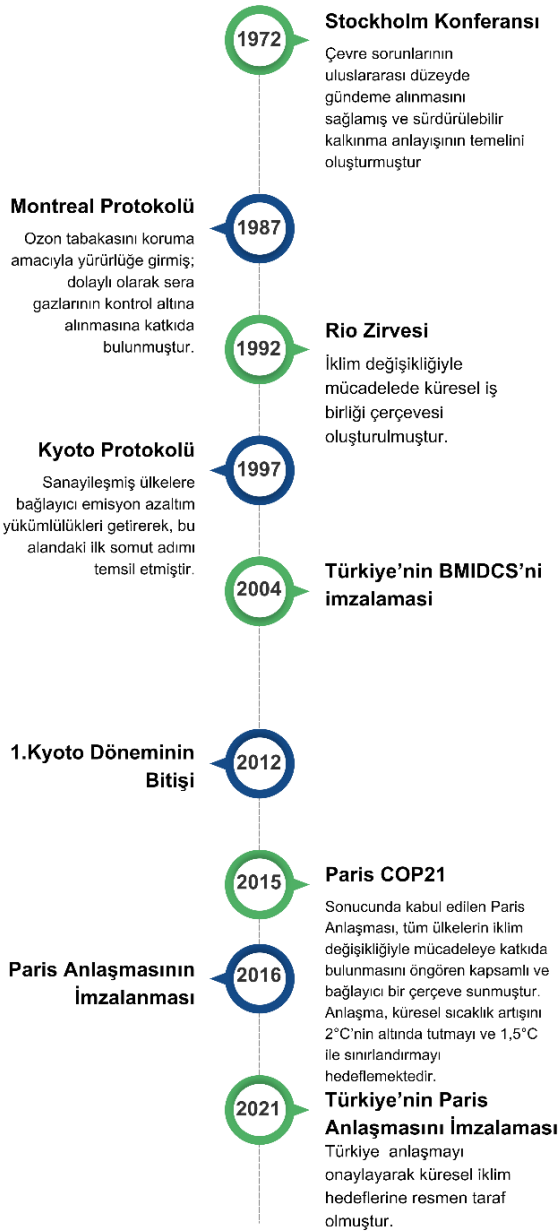 1972
Stockholm Konferansı
Çevre sorunlarının
uluslararası düzeyde
gündeme alınmasını
sağlamış ve sürdürülebilir
kalkınma anlayışının temelini
oluşturmuştur
Montreal Protokolü
1987
Ozon tabakasını koruma
amacıyla yürürlüğe girmiş;
dolaylı olarak sera
gazlarının kontrol altına
alınmasına katkıda
bulunmuştur.
1992
Rio Zirvesi
İklim değişikliğiyle
mücadelede küresel iş
birliği çerçevesi
oluşturulmuştur.
Kyoto Protokolü
1997
Sanayileşmiş ülkelere
bağlayıcı emisyon azaltım
yükümlülükleri getirerek, bu
alandaki ilk somut adımı
temsil etmiştir.
2004
Türkiye’nin BMIDCS’ni
imzalamasi
1.Kyoto Döneminin
Bitişi
2012
2015
Paris COP21
Sonucunda kabul edilen Paris
Anlaşması, tüm ülkelerin iklim
değişikliğiyle mücadeleye katkıda
bulunmasını öngören kapsamlı ve
bağlayıcı bir çerçeve sunmuştur.
Anlaşma, küresel sıcaklık artışını
2°C’nin altında tutmayı ve 1,5°C
ile sınırlandırmayı
hedeflemektedir.
Paris Anlaşmasının
İmzalanması
2016
2021
Türkiye’nin Paris
Anlaşmasını İmzalaması
Türkiye anlaşmayı
onaylayarak küresel iklim
hedeflerine resmen taraf
olmuştur.